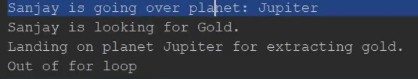 Sanjay is going over planet: Jupiter
Sanjay is looking for Gold.
Landing on planet Jupiter for extracting gold.
Out of for loop